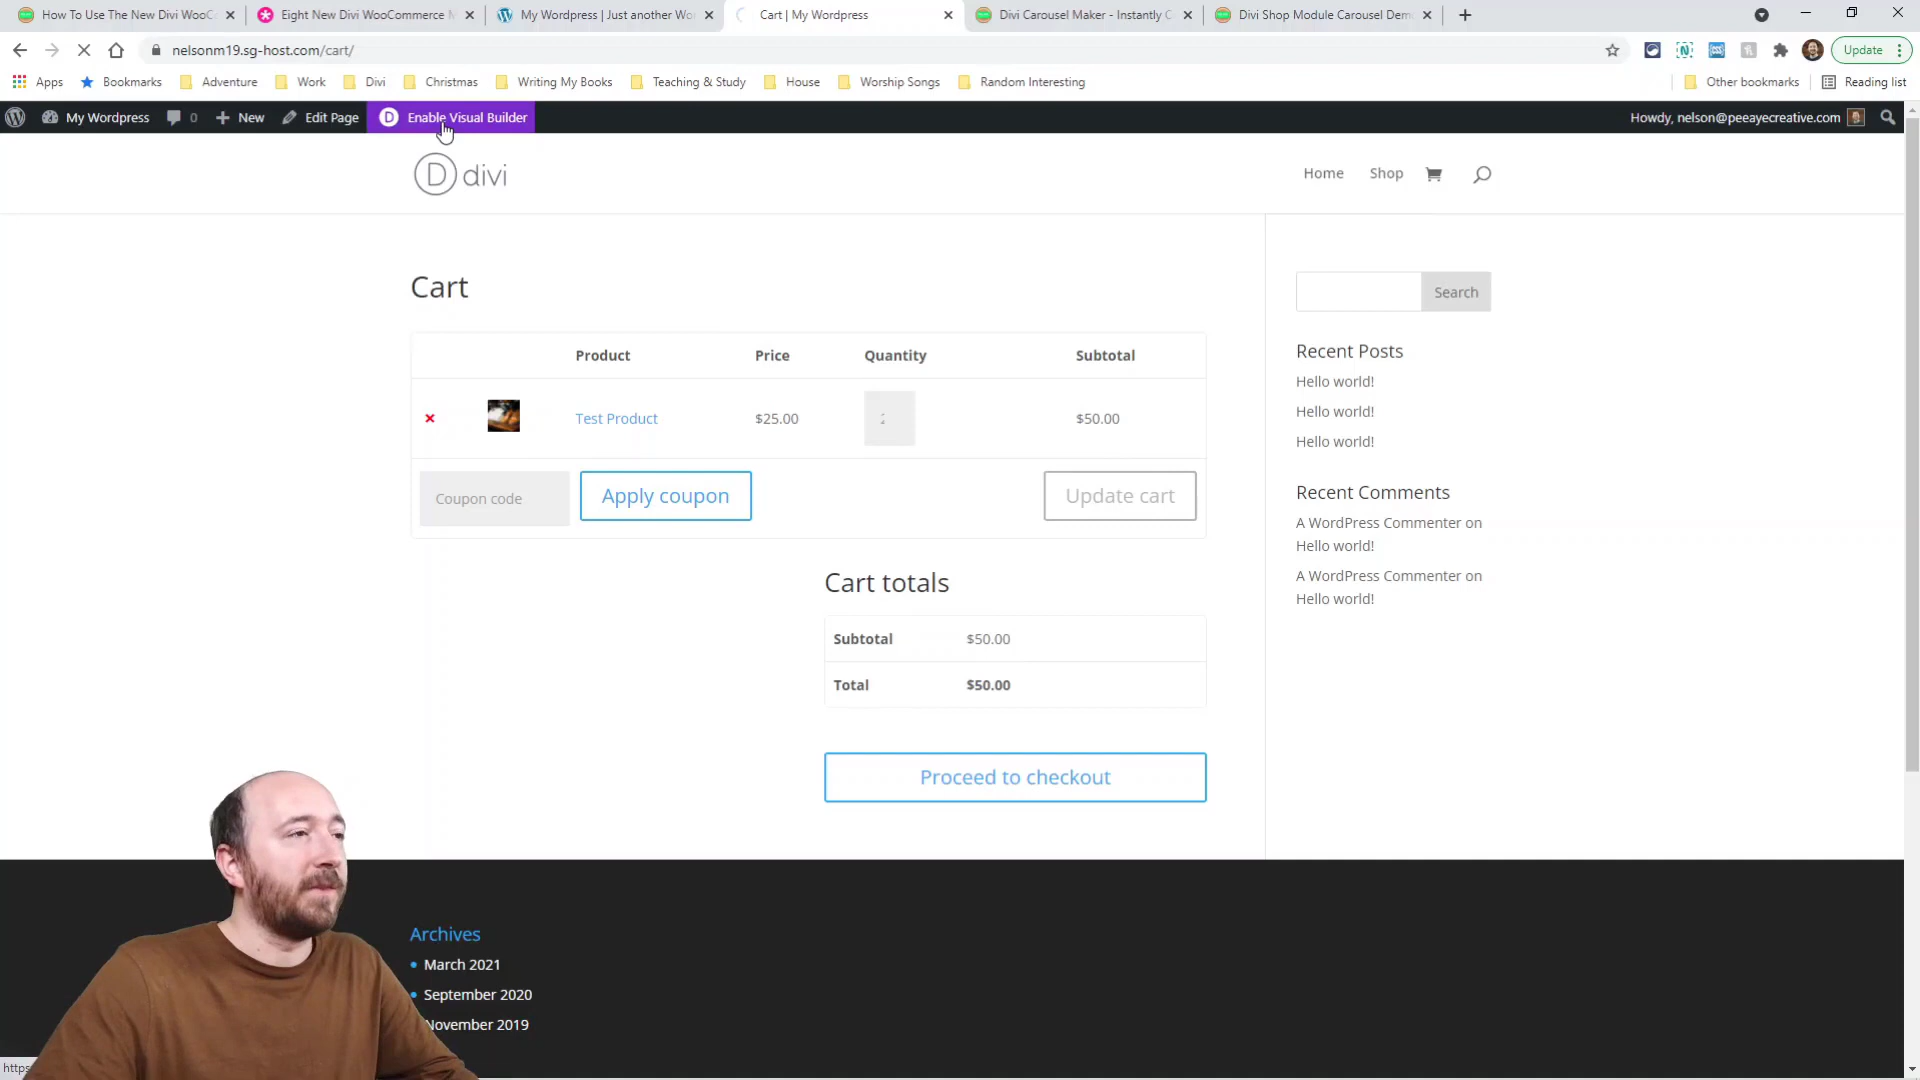 How To Use The New Divi WooC
Eight New Divi WooCommerce M
My Wordpress | Just another Wor
Cart | My Wordpress
Divi Carousel Maker - Instantly C
Divi Shop Module Carousel Dem
nelsonm19.sg-host.com/cart/
Update
Apps
Bookmarks
Adventure
Work
Divi
Christmas
Writing My Books
Teaching & Study
House
Worship Songs
Random Interesting
Other bookmarks
Reading list
My Wordpress
0
New
Edit Page
D
Enable Visual Builder
Howdy, nelson@peeayecreative.com
D divi
Home
Shop
Cart
Product
Price
Quantity
Subtotal
Test Product
$25.00
$50.00
Coupon code
Apply coupon
Update cart
Cart totals
Subtotal
$50.00
Total
$50.00
Proceed to checkout
Search
Recent Posts
Hello world!
Hello world!
Hello world!
Recent Comments
A WordPress Commenter on
Hello world!
A WordPress Commenter on
Hello world!
Archives
March 2021
September 2020
November 2019
https